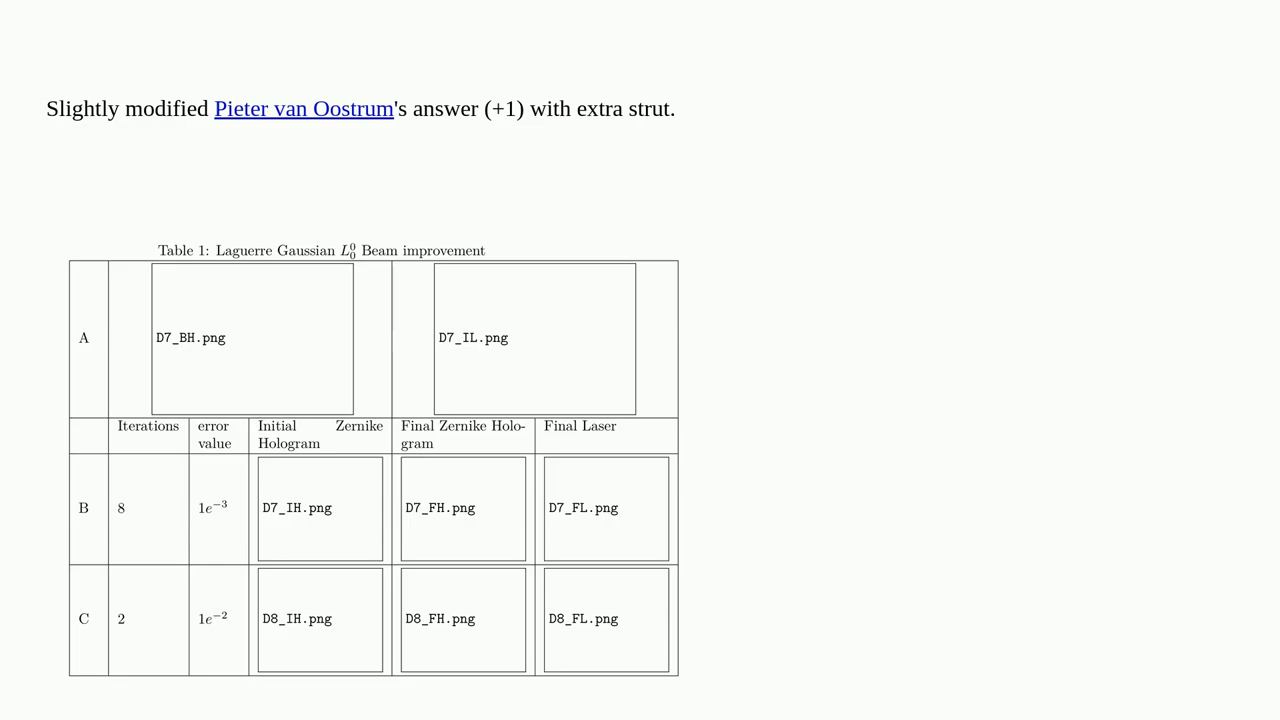 Slightly modified Pieter van Oostrum's answer (+1) with extra strut.
Table 1: Laguerre Gaussian $L_0^0$ Beam improvement
A D7_BH.png D7_IL.png
Iterations error value Initial Zernike Hologram Final Zernike Holo-gram Final Laser
B 8 $1e^{-3}$ D7_IH.png D7_FH.png D7_FL.png
C 2 $1e^{-2}$ D8_IH.png D8_FH.png D8_FL.png